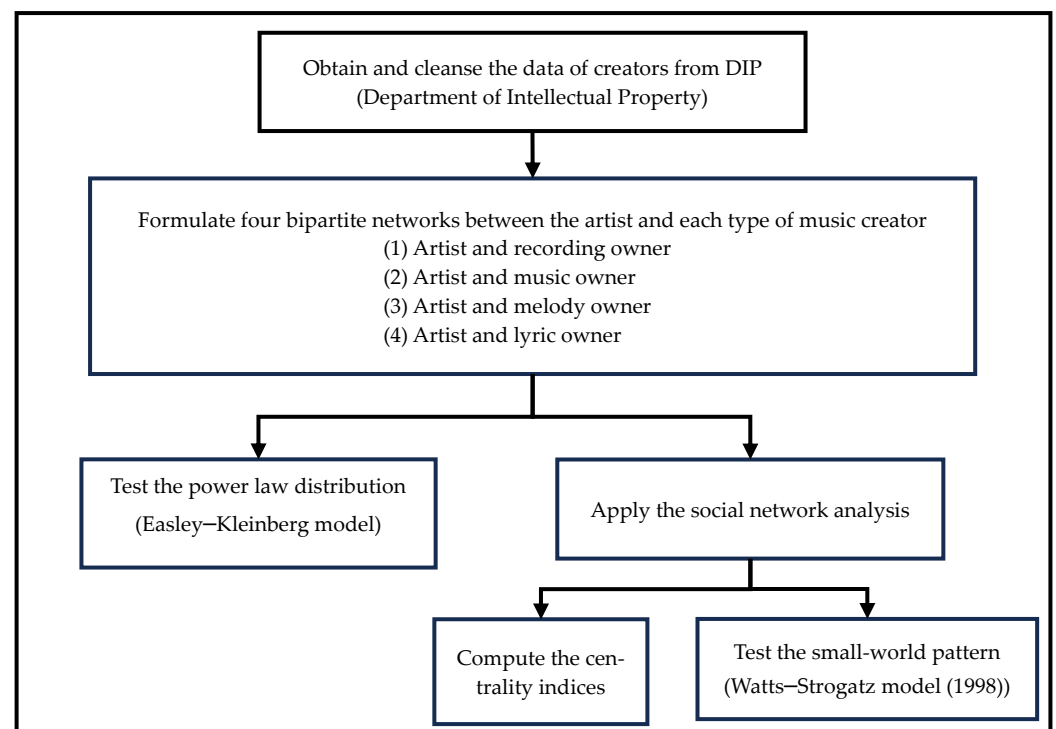 Obtain and cleanse the data of creators from DIP
(Department of Intellectual Property)
Formulate four bipartite networks between the artist and each type of music creator
(1) Artist and recording owner
(2) Artist and music owner
(3) Artist and melody owner
(4) Artist and lyric owner
Test the power law distribution
(Easley–Kleinberg model)
Apply the social network analysis
Compute the cen-
trality indices
Test the small-world pattern
(Watts–Strogatz model (1998))